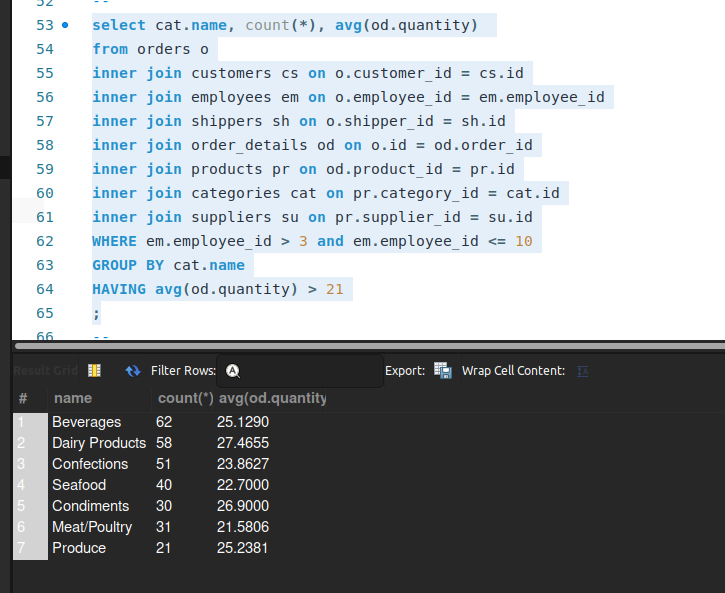 52 --
53 select cat.name, count(*), avg(od.quantity)
54 from orders o
55 inner join customers cs on o.customer_id = cs.id
56 inner join employees em on o.employee_id = em.employee_id
57 inner join shippers sh on o.shipper_id = sh.id
58 inner join order_details od on o.id = od.order_id
59 inner join products pr on od.product_id = pr.id
60 inner join categories cat on pr.category_id = cat.id
61 inner join suppliers su on pr.supplier_id = su.id
62 WHERE em.employee_id > 3 and em.employee_id <= 10
63 GROUP BY cat.name
64 HAVING avg(od.quantity) > 21
65 ;
66 --
Result Grid Filter Rows: A Export: Wrap Cell Content: IA
# name count(*) avg(od.quantity
1 Beverages 62 25.1290
2 Dairy Products 58 27.4655
3 Confections 51 23.8627
4 Seafood 40 22.7000
5 Condiments 30 26.9000
6 Meat/Poultry 31 21.5806
7 Produce 21 25.2381